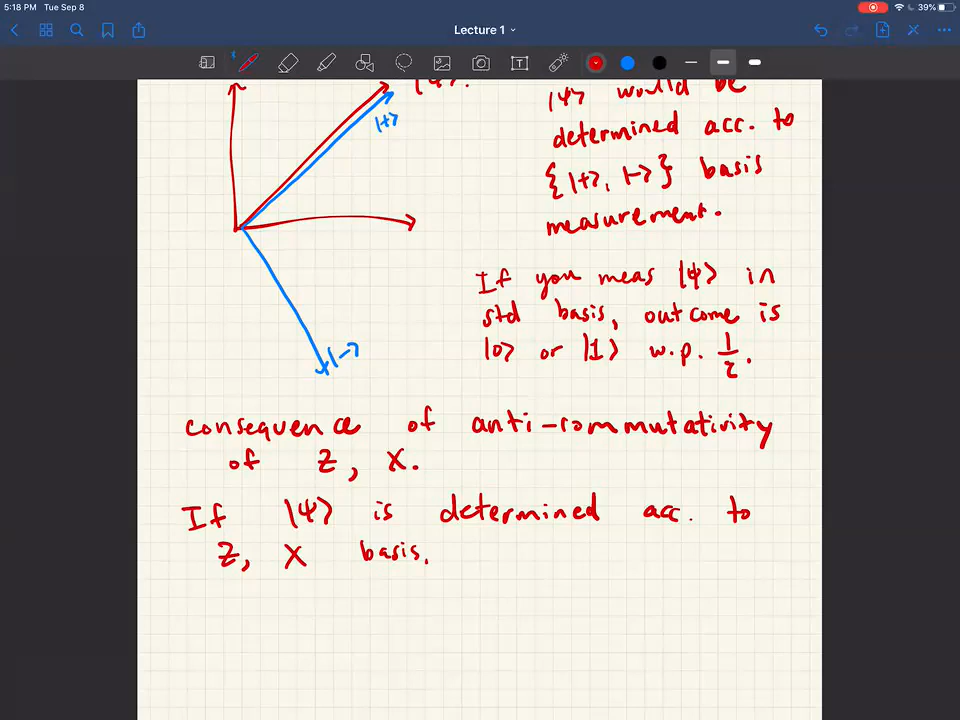 5:18 PM Tue Sep 8
39%
Lecture 1
|ψ⟩ would be
determined acc. to
{|+⟩, |-⟩} basis
measurement.
|+⟩
If you meas |ψ⟩ in
std basis, outcome is
|0⟩ or |1⟩ w.p. 1/2.
|-⟩
consequence of anti-commutativity
of Z, X.
If |ψ⟩ is determined acc. to
Z, X basis.